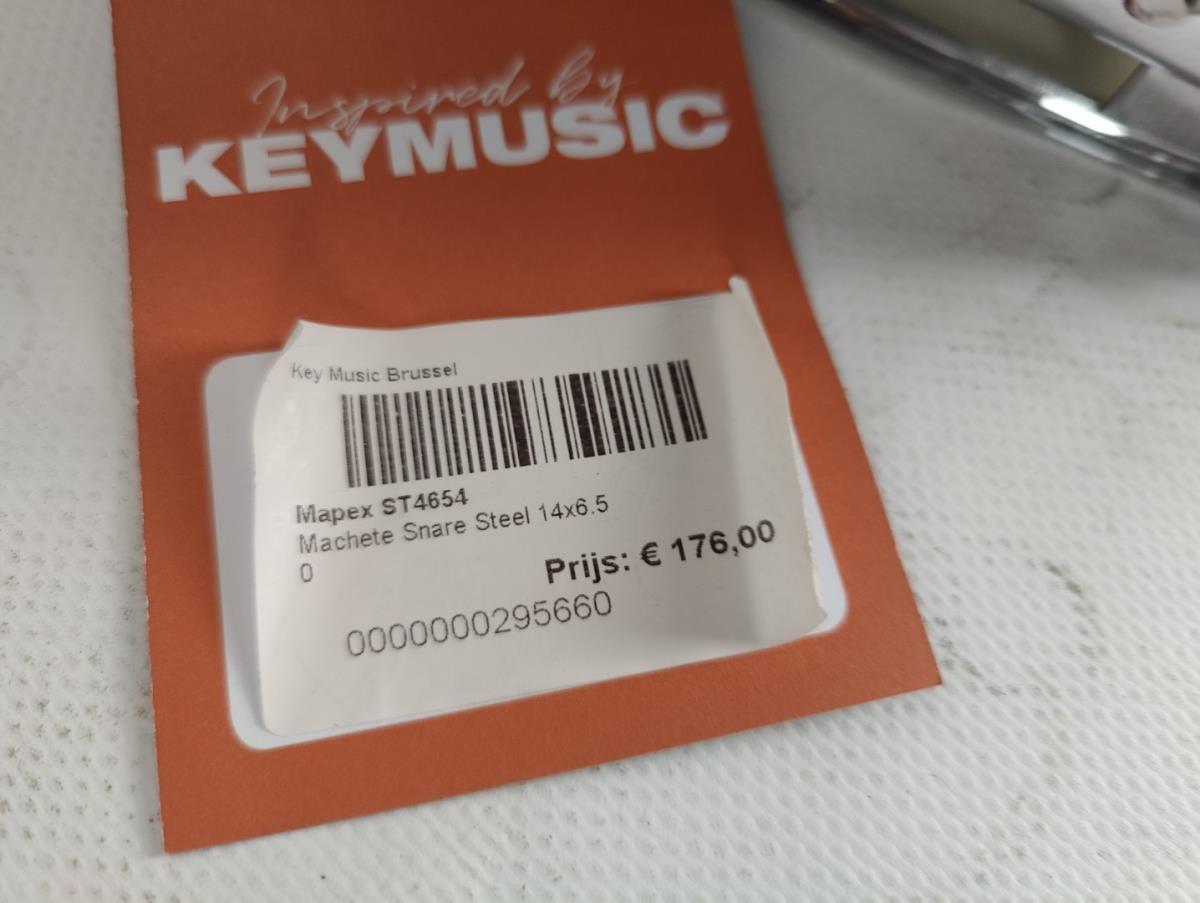 Inspired By
KEYMUSIC
Key Music Brussel
Mapex ST4654
Machete Snare Steel 14x6.5
0
Prijs: € 176,00
0000000295660